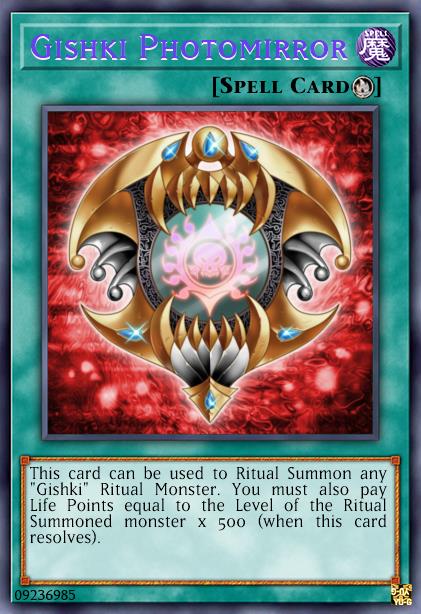 Gishki Photomirror
SPELL
魔
[Spell Card]
This card can be used to Ritual Summon any
"Gishki" Ritual Monster. You must also pay
Life Points equal to the Level of the Ritual
Summoned monster x 500 (when this card
resolves).
09236985